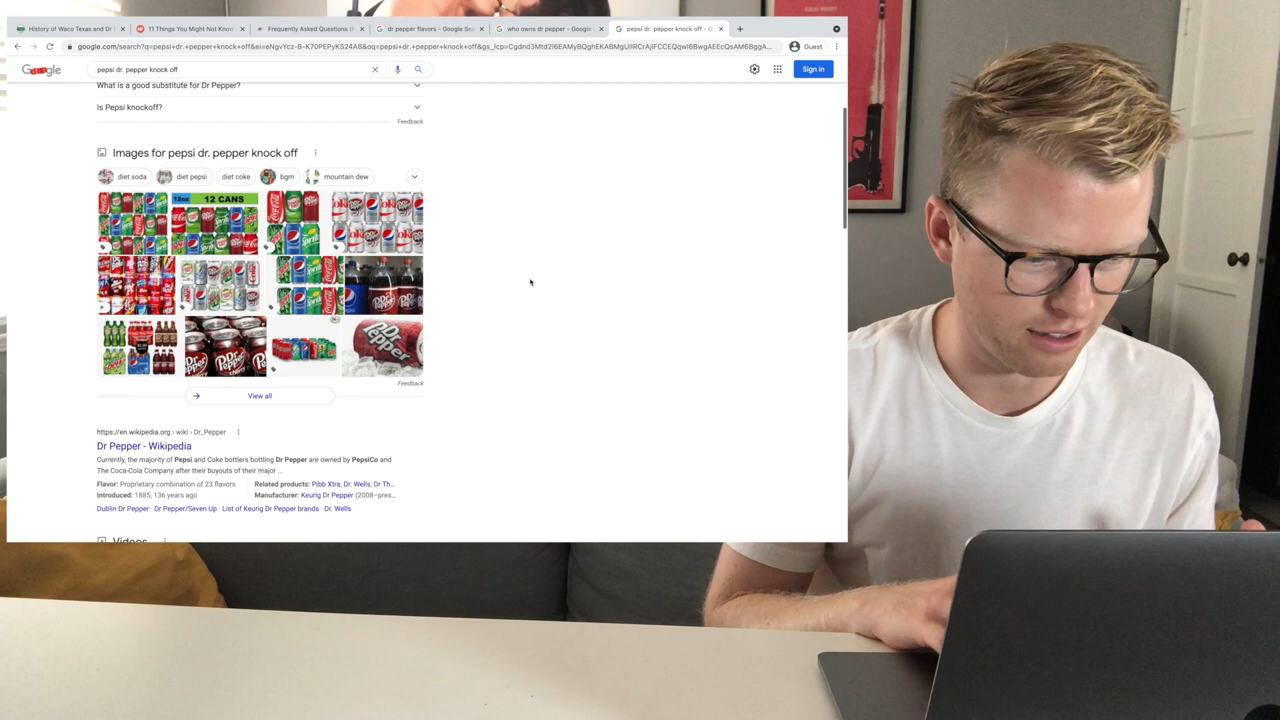 History of Waco Texas and Dr
11 Things You Might Not Know
Frequently Asked Questions
dr pepper flavors - Google Sea
who owns dr pepper - Google
pepsi dr. pepper knock off - G
Guest
Google
pepsi dr. pepper knock off
Sign in
What is a good substitute for Dr Pepper?
Is Pepsi knockoff?
Feedback
Images for pepsi dr. pepper knock off
diet soda
diet pepsi
diet coke
bgm
mountain dew
12oz 12 CANS
Dr Pepper
Dr Pepper
Feedback
View all
https://en.wikipedia.org › wiki › Dr_Pepper
Dr Pepper - Wikipedia
Currently, the majority of Pepsi and Coke bottlers bottling Dr Pepper are owned by PepsiCo and
The Coca-Cola Company after their buyouts of their major ...
Flavor: Proprietary combination of 23 flavors
Related products: Pibb Xtra; Dr. Wells; Dr Th...
Introduced: 1885; 136 years ago
Manufacturer: Keurig Dr Pepper (2008–pres...
Dublin Dr Pepper · Dr Pepper/Seven Up · List of Keurig Dr Pepper brands · Dr. Wells
Videos